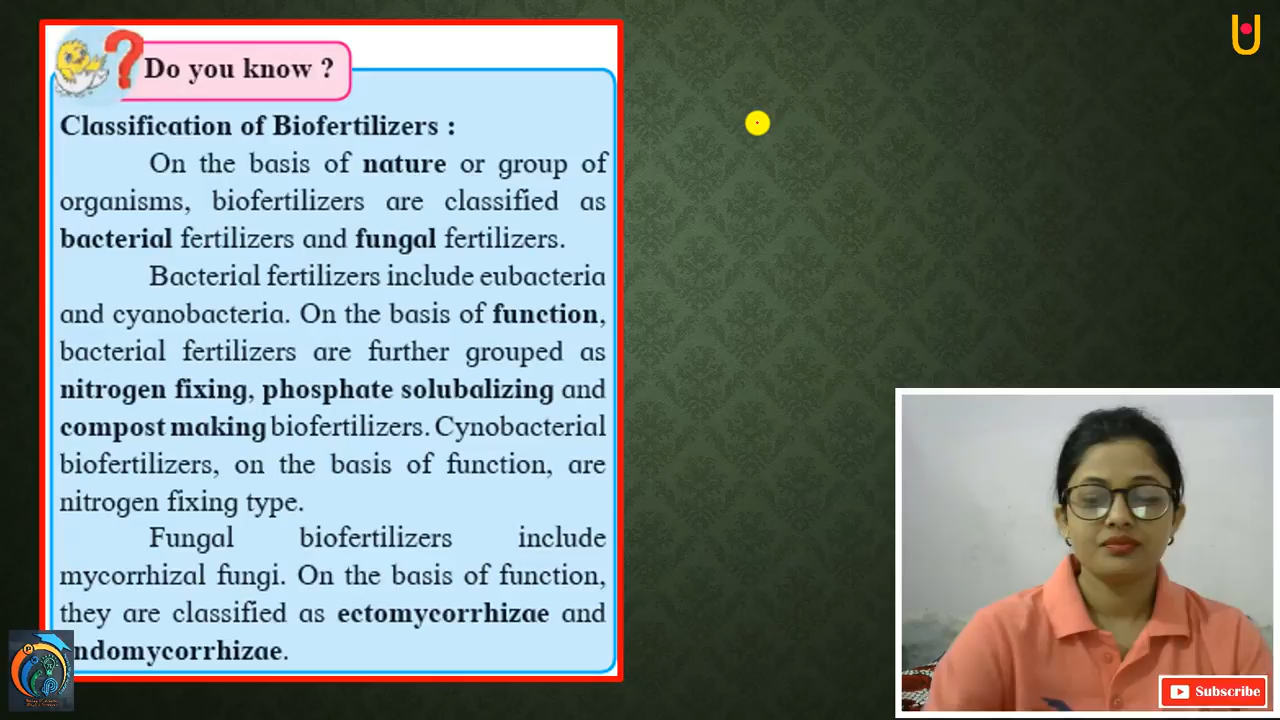 Do you know ?
Classification of Biofertilizers :
On the basis of nature or group of
organisms, biofertilizers are classified as
bacterial fertilizers and fungal fertilizers.
Bacterial fertilizers include eubacteria
and cyanobacteria. On the basis of function,
bacterial fertilizers are further grouped as
nitrogen fixing, phosphate solubalizing and
compost making biofertilizers. Cynobacterial
biofertilizers, on the basis of function, are
nitrogen fixing type.
Fungal biofertilizers include
mycorrhizal fungi. On the basis of function,
they are classified as ectomycorrhizae and
ndomycorrhizae.
Subscribe